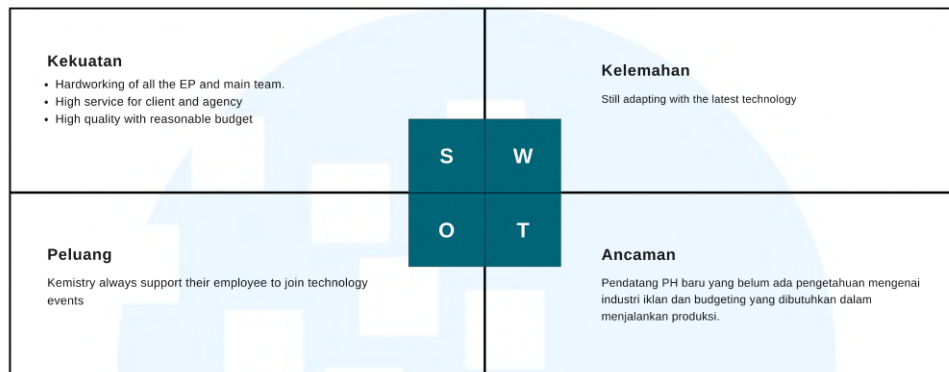 Kekuatan
• Hardworking of all the EP and main team.
• High service for client and agency
• High quality with reasonable budget
Kelemahan
Still adapting with the latest technology
S W
O T
Peluang
Kemistry always support their employee to join technology
events
Ancaman
Pendatang PH baru yang belum ada pengetahuan mengenai
industri iklan dan budgeting yang dibutuhkan dalam
menjalankan produksi.